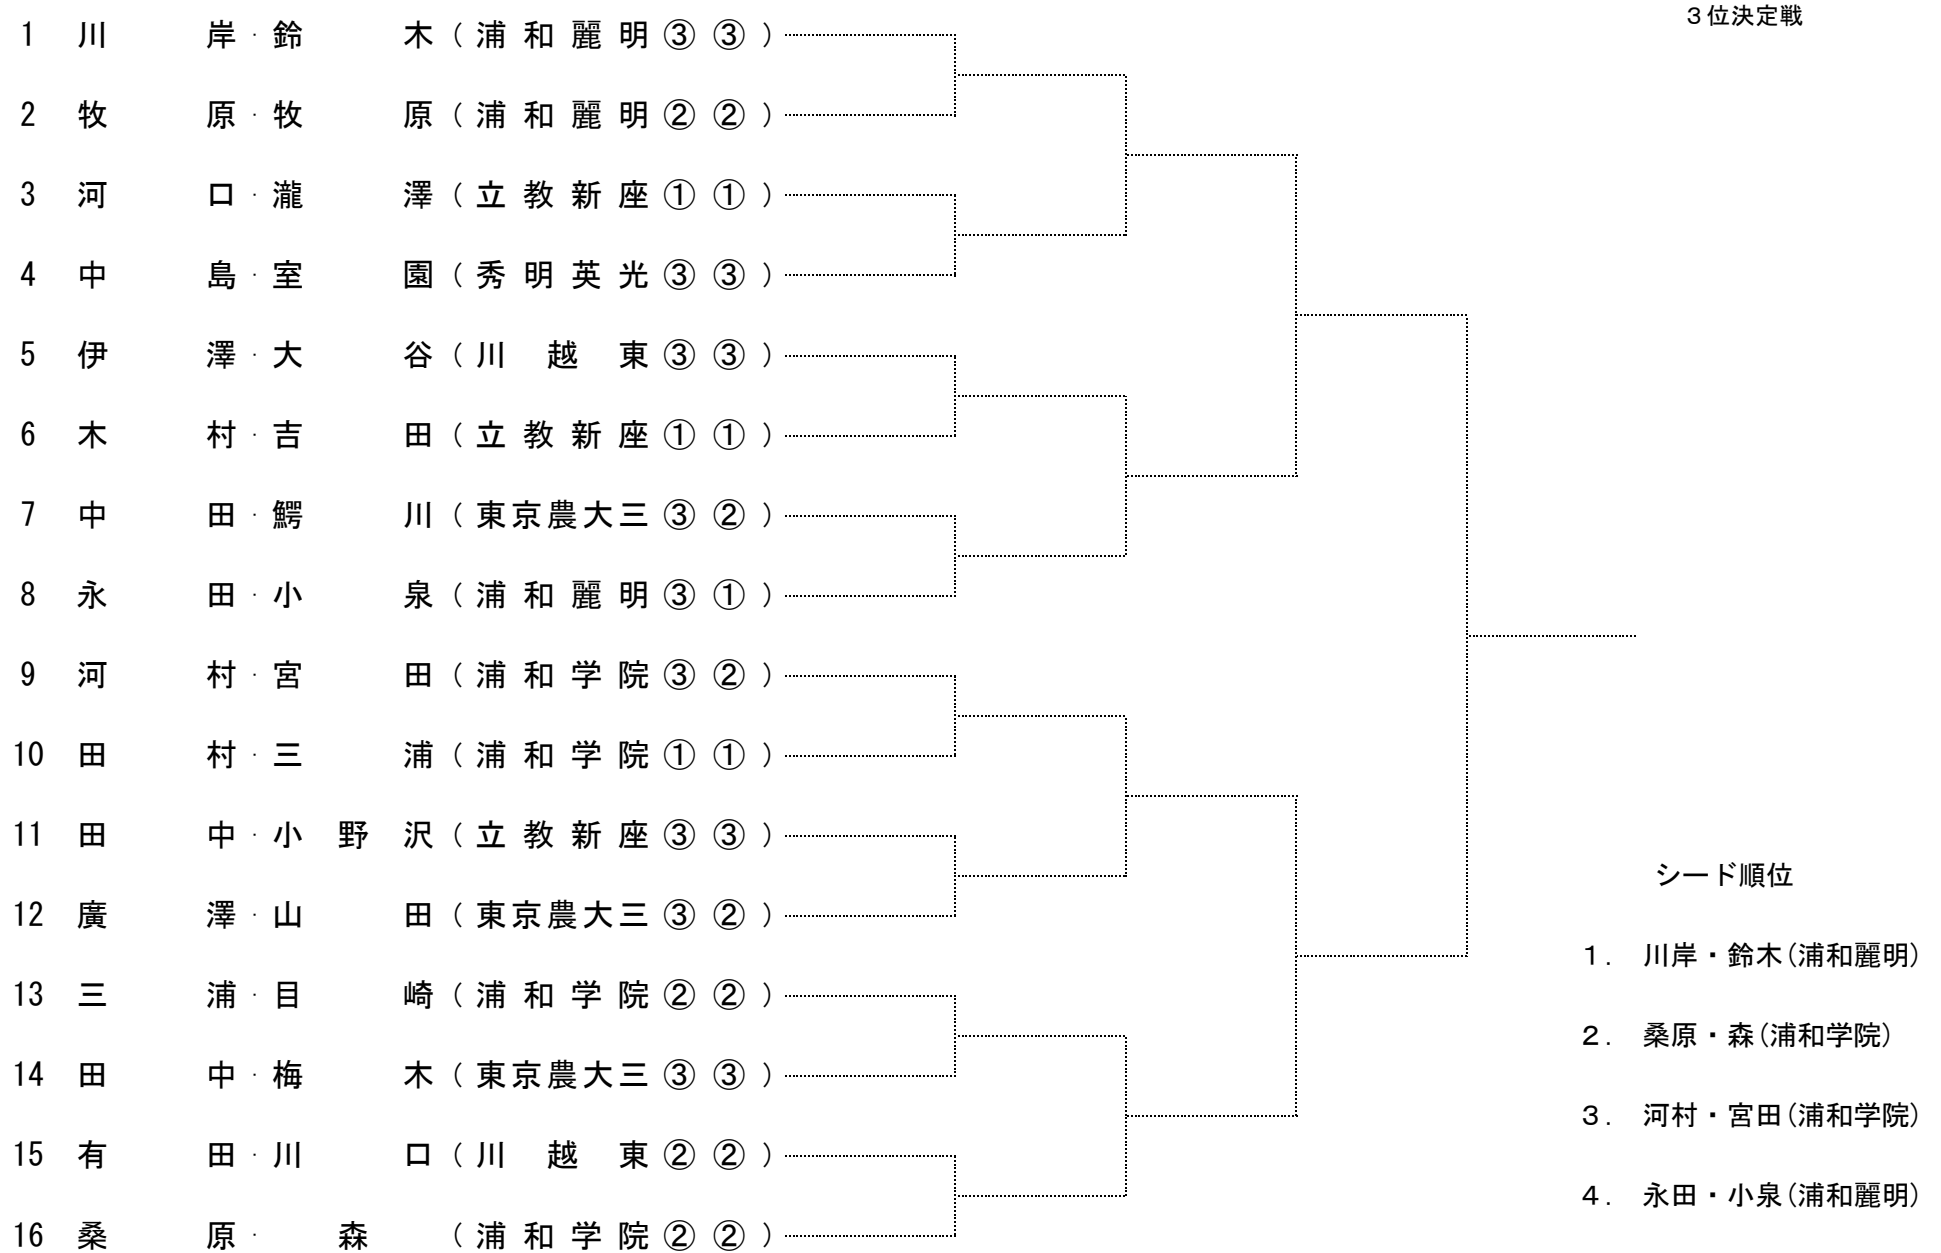 ３位決定戦
1 川岸・鈴木（浦和麗明③③）
2 牧原・牧原（浦和麗明②②）
3 河口・瀧澤（立教新座①①）
4 中島・室園（秀明英光③③）
5 伊澤・大谷（川越東③③）
6 木村・吉田（立教新座①①）
7 中田・鰐川（東京農大三③②）
8 永田・小泉（浦和麗明③①）
9 河村・宮田（浦和学院③②）
10 田村・三浦（浦和学院①①）
11 田中・小野沢（立教新座③③）
12 廣澤・山田（東京農大三③②）
13 三浦・目崎（浦和学院②②）
14 田中・梅木（東京農大三③③）
15 有田・川口（川越東②②）
16 桑原・森（浦和学院②②）
シード順位
１． 川岸・鈴木(浦和麗明)
２． 桑原・森(浦和学院)
３． 河村・宮田(浦和学院)
４． 永田・小泉(浦和麗明)